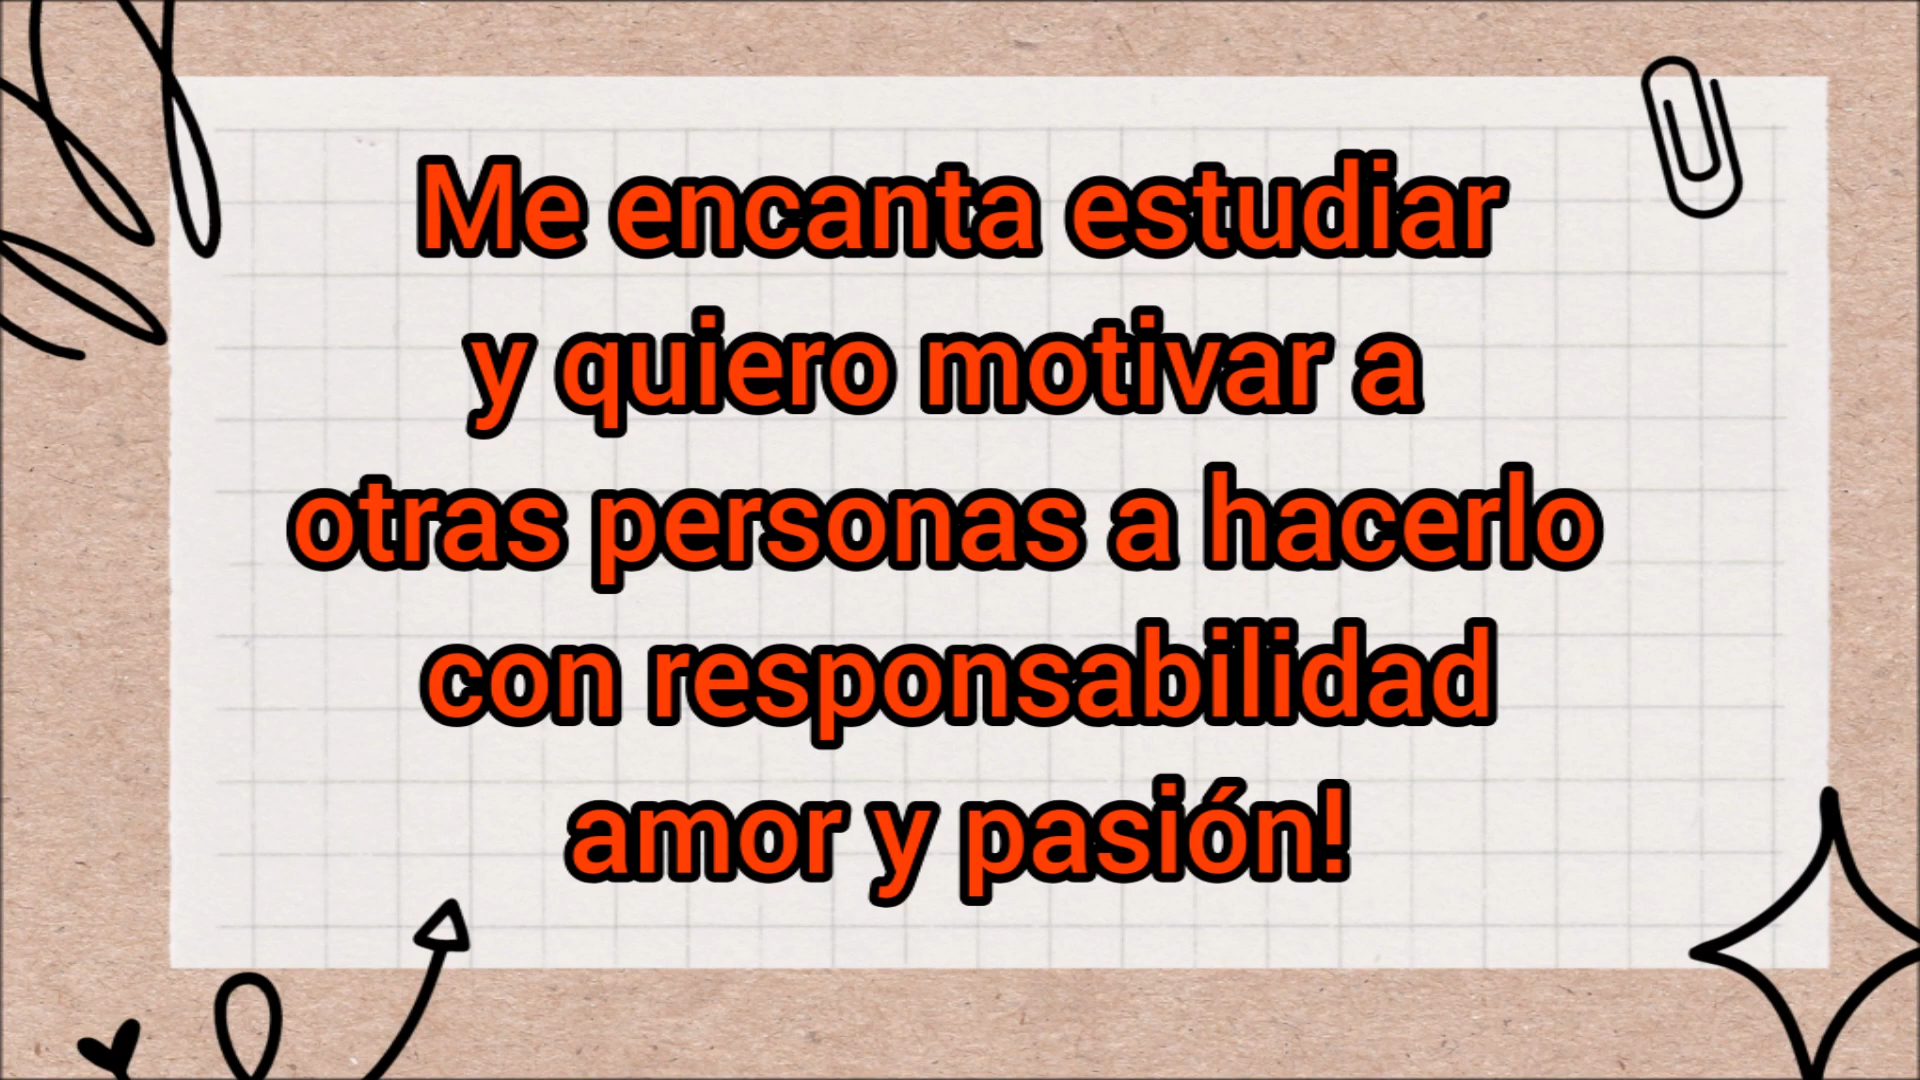 Me encanta estudiar
y quiero motivar a
otras personas a hacerlo
con responsabilidad
amor y pasión!